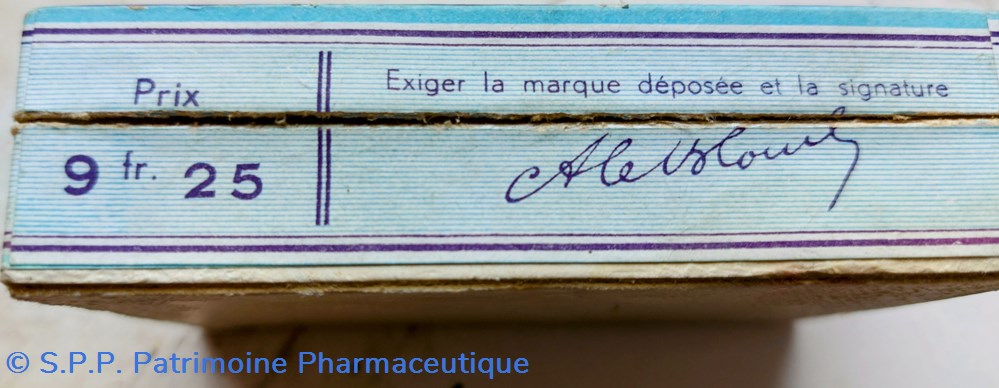 Prix
Exiger la marque déposée et la signature
9 fr. 25
© S.P.P. Patrimoine Pharmaceutique